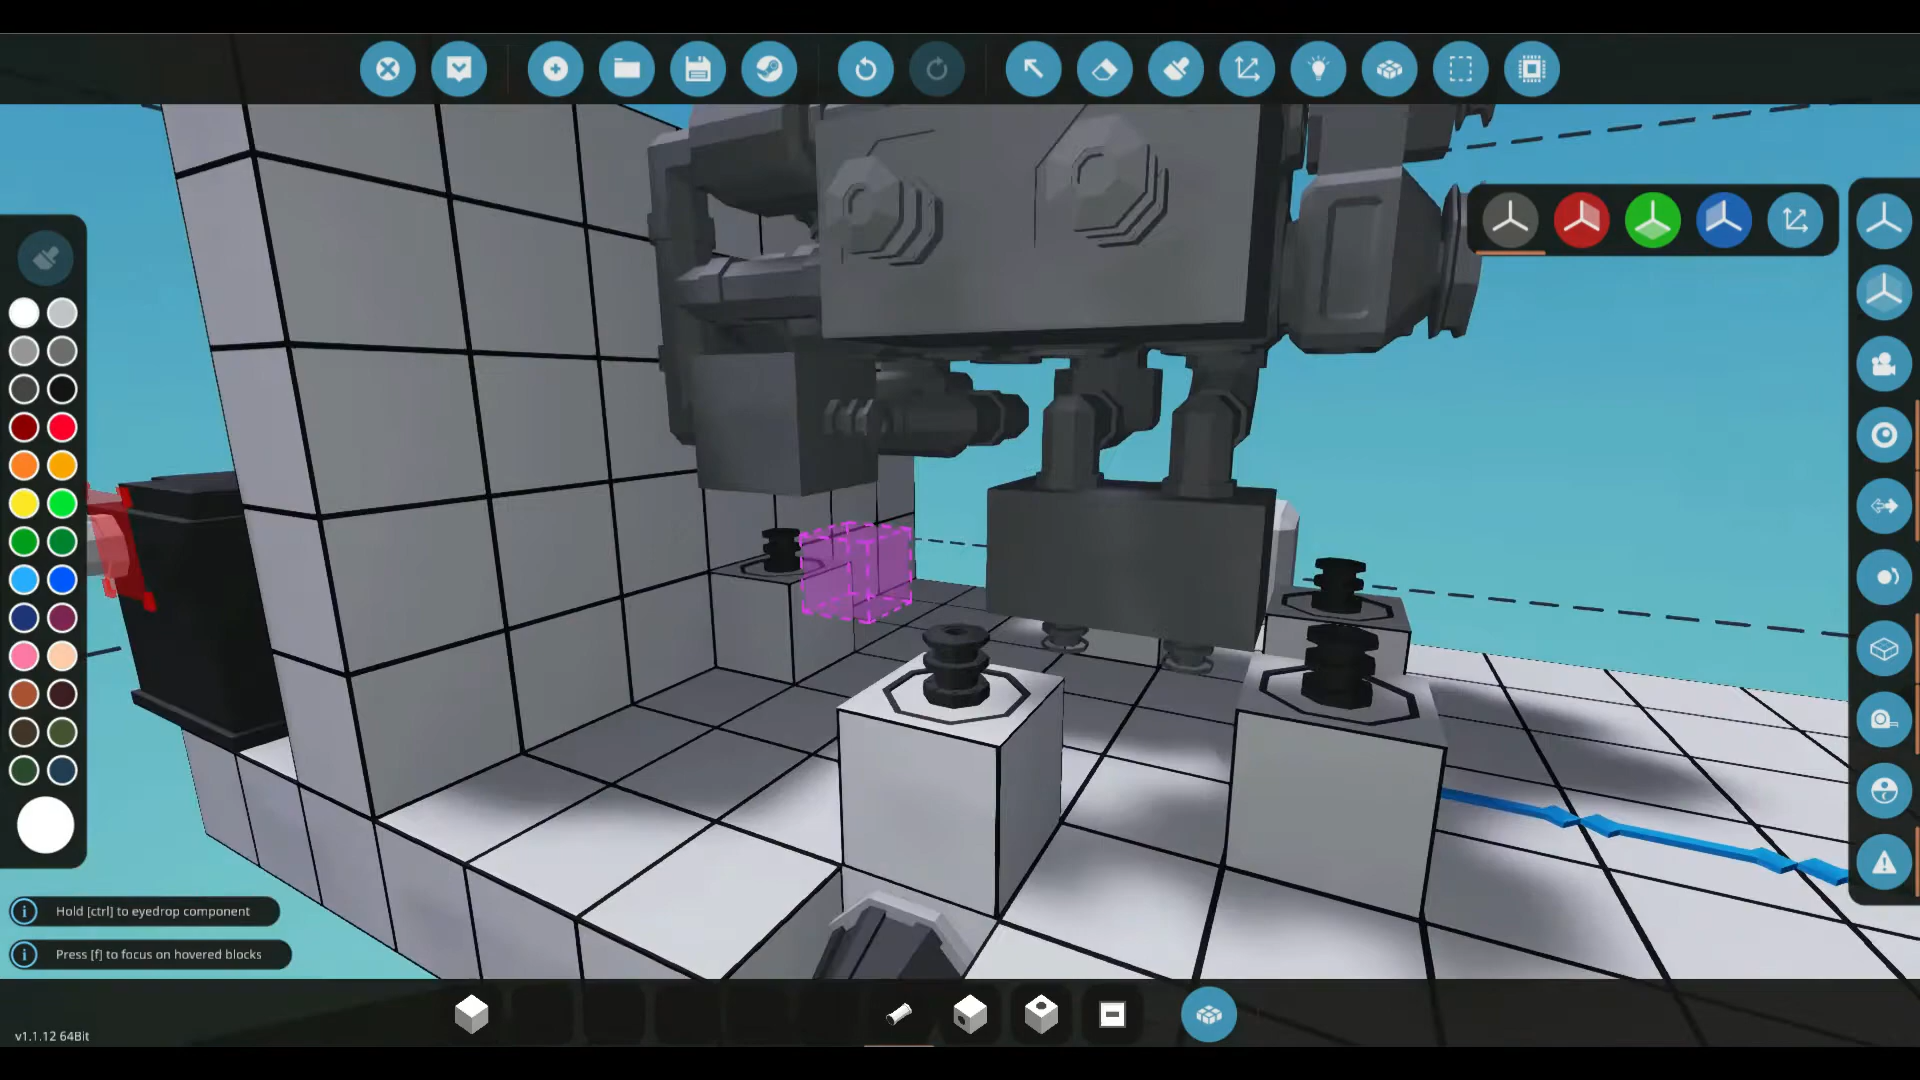 Hold [ctrl] to eyedrop component
Press [f] to focus on hovered blocks
v1.1.12 64Bit